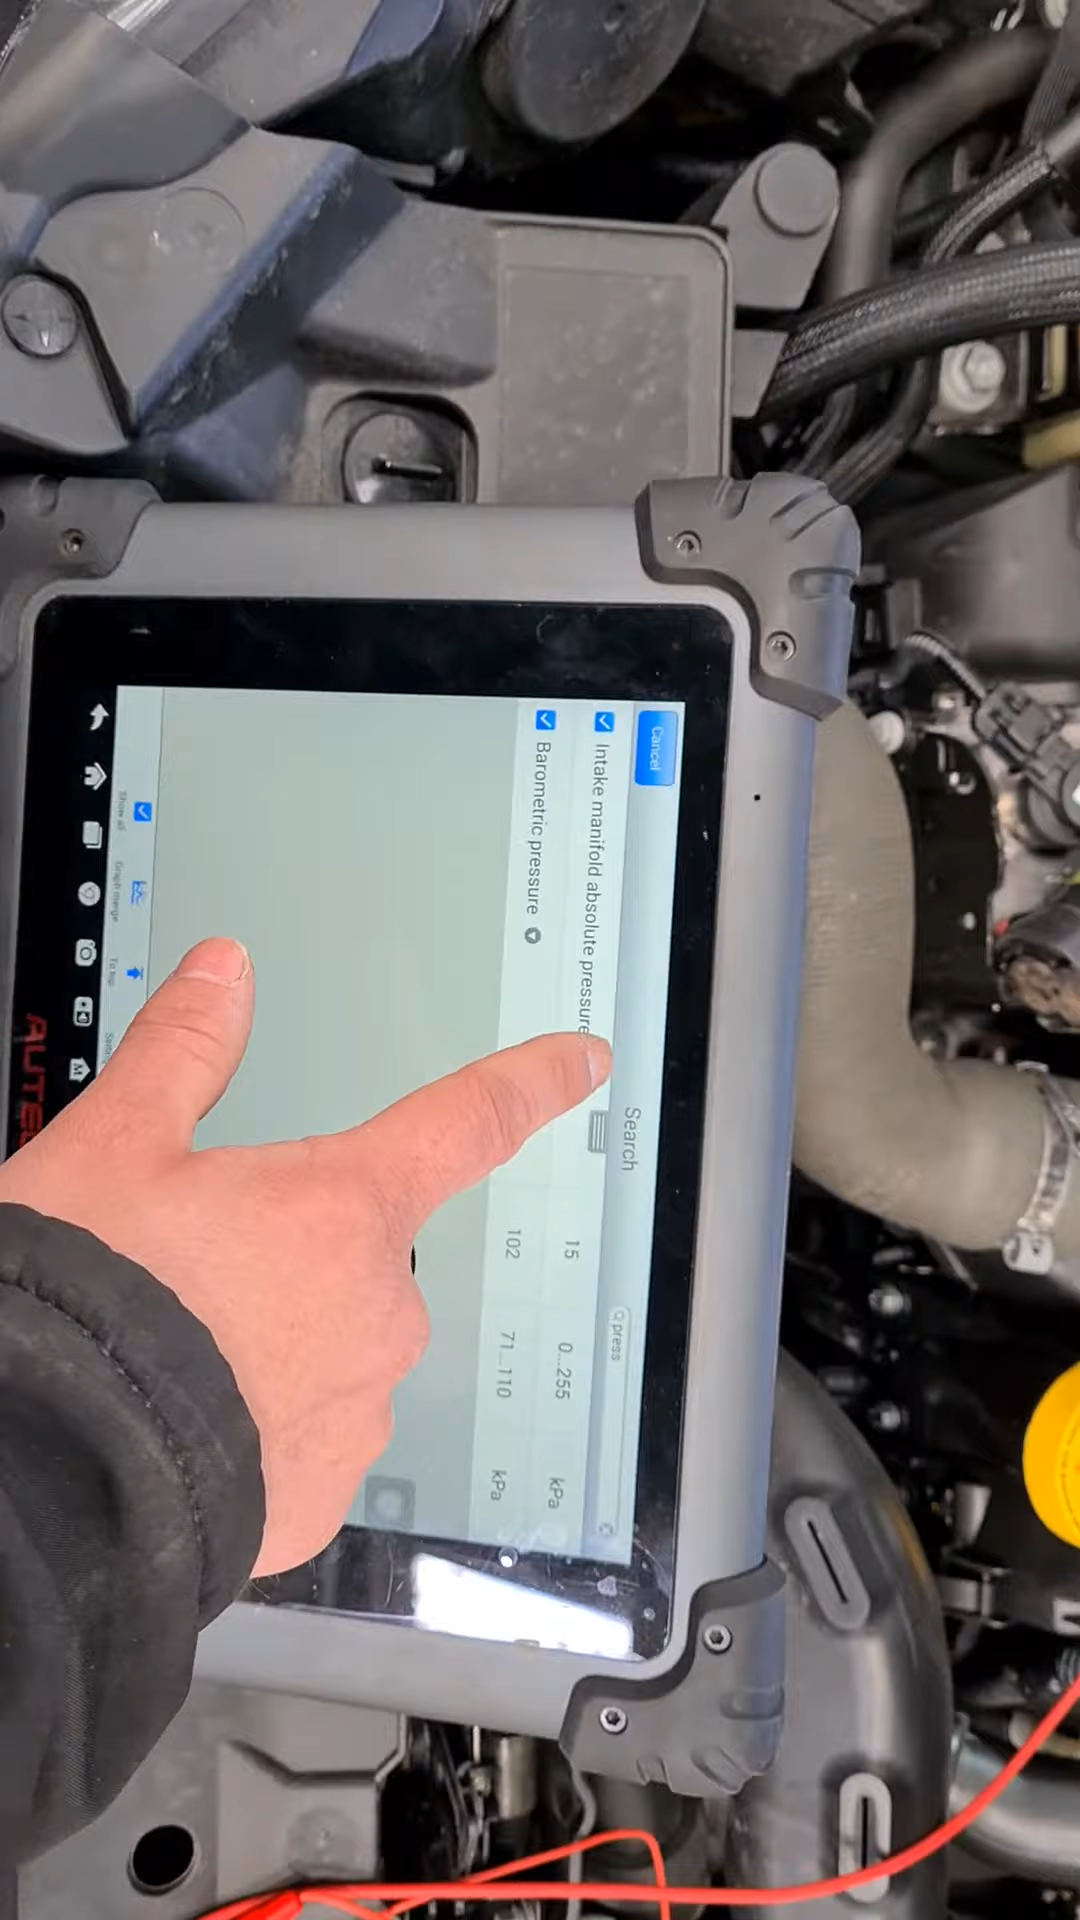 Cancel
Search
press
Intake manifold absolute pressure
15
0...255
kPa
Barometric pressure
102
71...110
kPa
Show all
Graph merge
To top
M